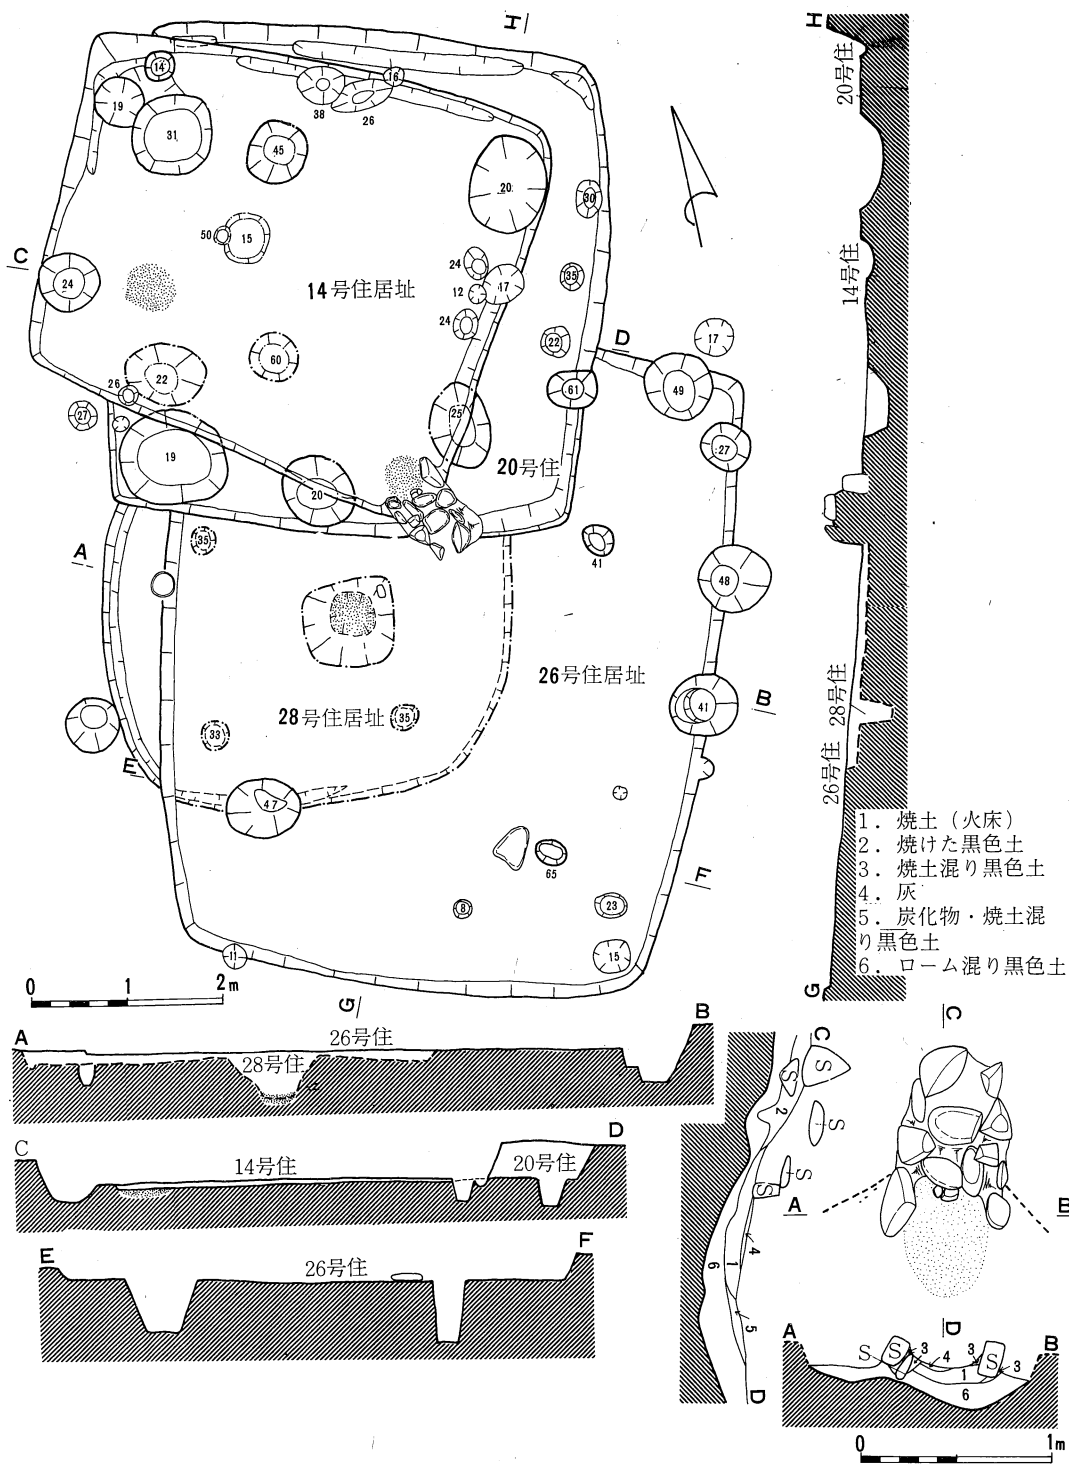 H
H
20号住
14
16
19
38
26
31
45
20
30
50
15
C
24
24
17
35
14号住居址
12
14号住
24
22
D
17
60
22
26
61
49
27
25
27
19
20号住
20
A
35
41
48
26号住居址
28号住居址
35
33
B
41
28号住
E
26号住
47
65
F
8
23
11
15
G
G
1．焼土（火床）
2．焼けた黒色土
3．焼土混り黒色土
4．灰
5．炭化物・焼土混
り黒色土
6．ローム混り黒色土
0 1 2m
A 26号住 B
28号住
C 14号住 20号住 D
E 26号住 F
C
S
S
2
S
S
S
A
4
1
6
5
D
C
A
B
D
A
B
S
S
3
3
4
3
S
3
1
6
0 1m